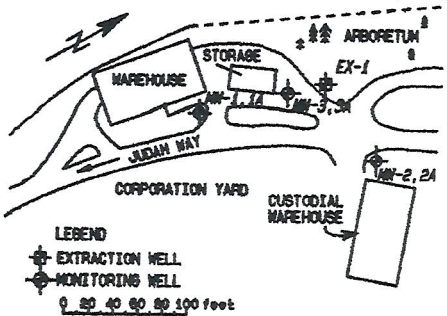 Z
ARBORETUM
STORAGE
EX-1
WAREHOUSE
MW-1,1A
MW-3,3A
JUDAH WAY
MW-2,2A
CORPORATION YARD
CUSTODIAL
WAREHOUSE
LEGEND
EXTRACTION WELL
MONITORING WELL
0 20 40 60 80 100 feet